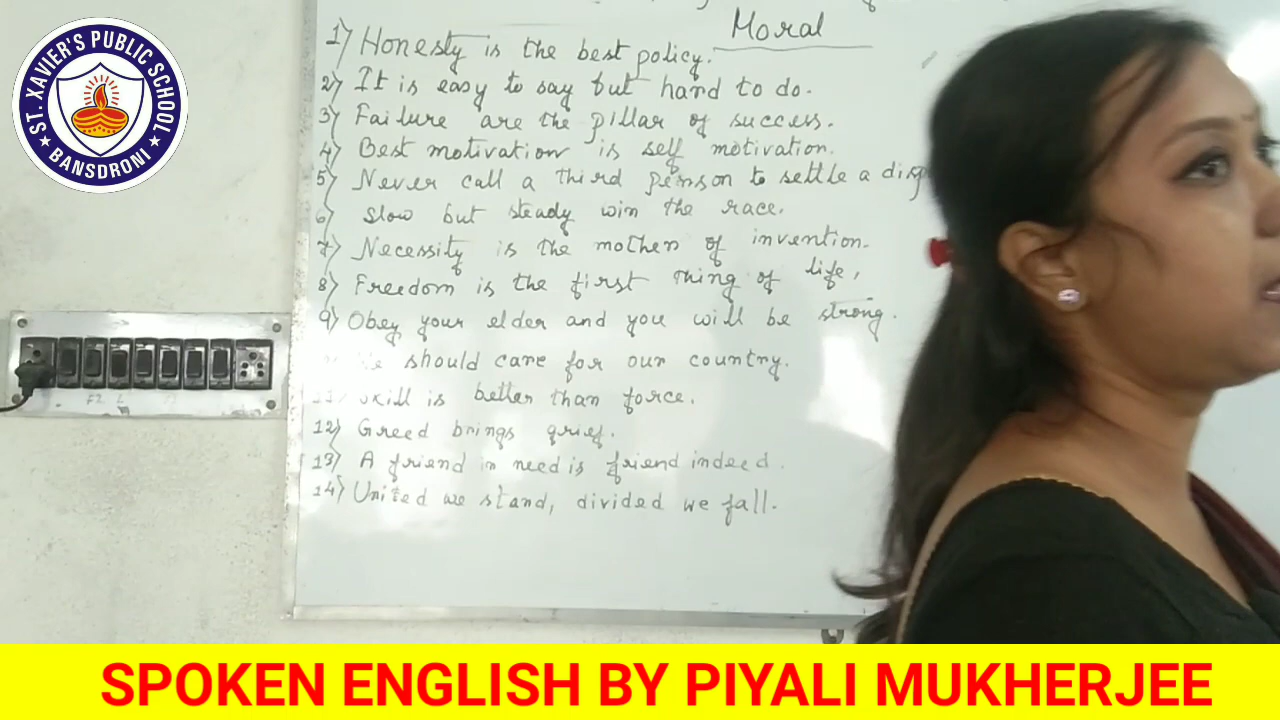 ST. XAVIER'S PUBLIC SCHOOL
★ BANSDRONI ★
Moral
1) Honesty is the best policy.
2) It is easy to say but hard to do.
3) Failure are the pillar of success.
4) Best motivation is self motivation.
5) Never call a third person to settle a disp
6) Slow but steady win the race.
7) Necessity is the mother of invention.
8) Freedom is the first thing of life.
9) Obey your elder and you will be strong.
should care for our country.
11) Skill is better than force.
12) Greed brings grief.
13) A friend in need is friend indeed.
14) United we stand, divided we fall.
SPOKEN ENGLISH BY PIYALI MUKHERJEE